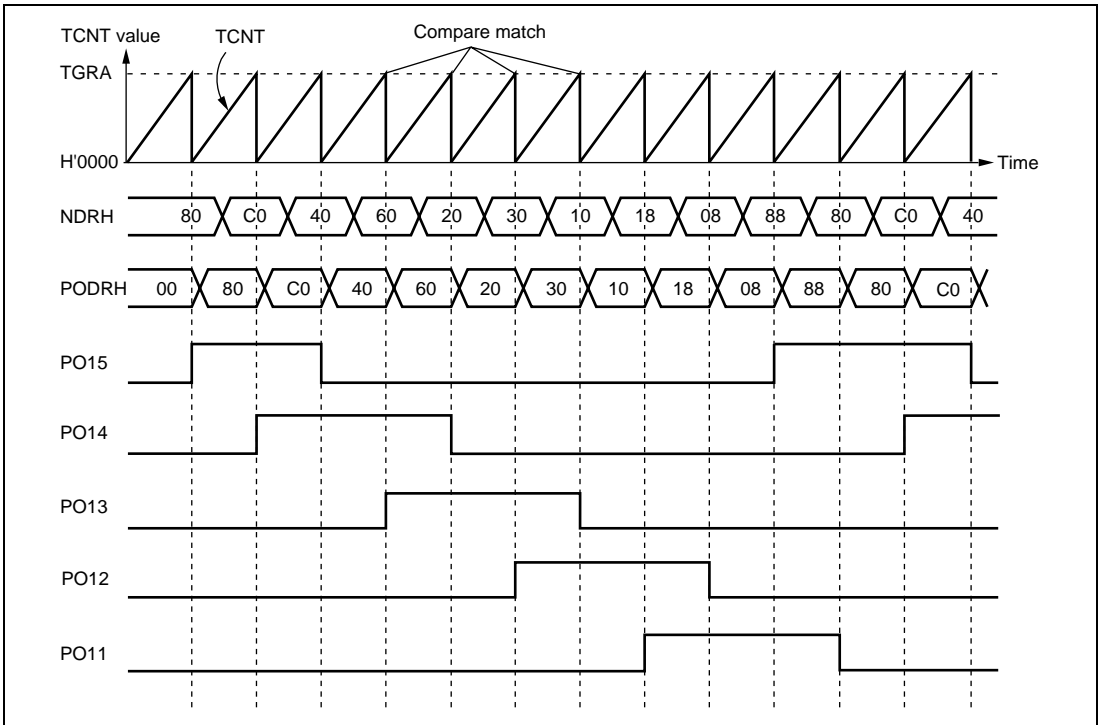 TCNT value
TCNT
Compare match
TGRA
H'0000
Time
NDRH 80 C0 40 60 20 30 10 18 08 88 80 C0 40
PODRH 00 80 C0 40 60 20 30 10 18 08 88 80 C0
PO15
PO14
PO13
PO12
PO11